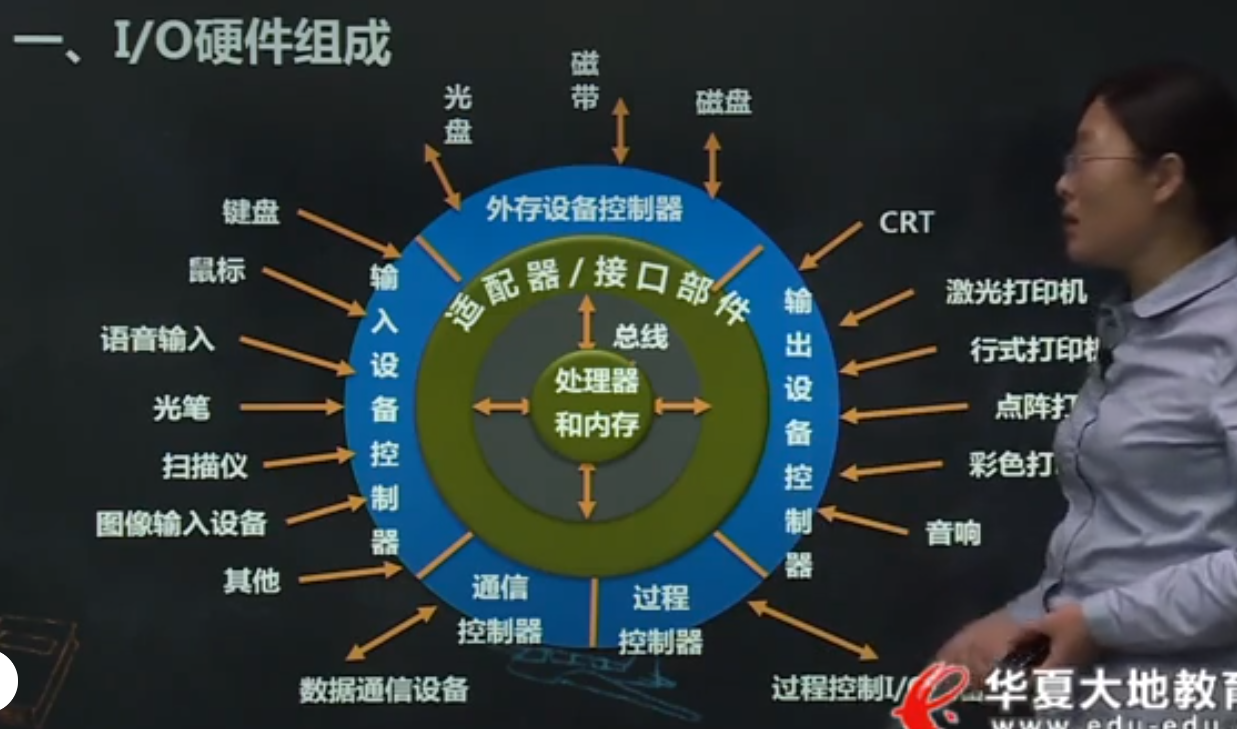 一、I/O硬件组成
光盘
磁带
磁盘
键盘
鼠标
语音输入
光笔
扫描仪
图像输入设备
其他
数据通信设备
外存设备控制器
输入设备控制器
适配器/接口部件
总线
处理器
和内存
输出设备控制器
通信
控制器
过程
控制器
CRT
激光打印机
行式打印机
点阵打
彩色打
音响
过程控制I/
华夏大地教育
www.edu-edu.